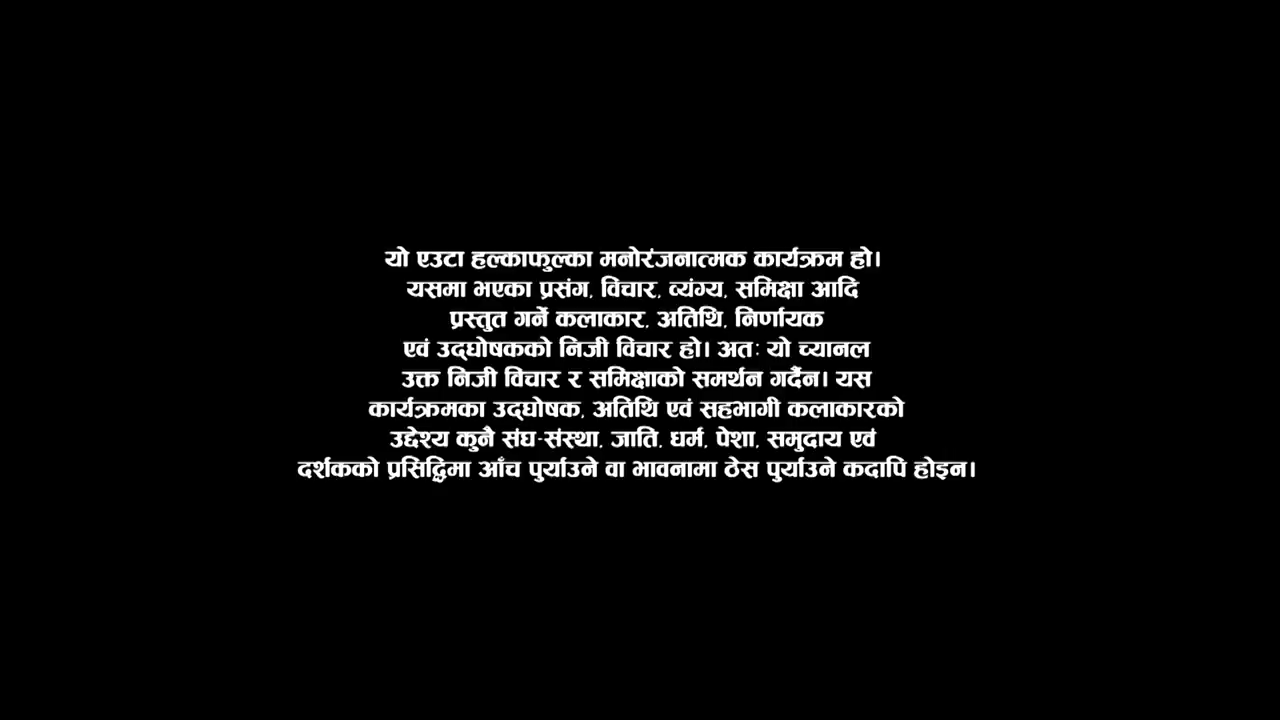 यो एउटा हल्काफुल्का मनोरंजनात्मक कार्यक्रम हो।
यसमा भएका प्रसंग, विचार, व्यंग्य, समिक्षा आदि
प्रस्तुत गर्ने कलाकार, अतिथि, निर्णायक
एवं उद्घोषकको निजी विचार हो। अतः यो च्यानल
उक्त निजी विचार र समिक्षाको समर्थन गर्दैन। यस
कार्यक्रमका उद्घोषक, अतिथि एवं सहभागी कलाकारको
उद्देश्य कुनै संघ-संस्था, जाति, धर्म, पेशा, समुदाय एवं
दर्शकको प्रसिद्धिमा आँच पुर्याउने वा भावनामा ठेस पुर्याउने कदापि होइन।